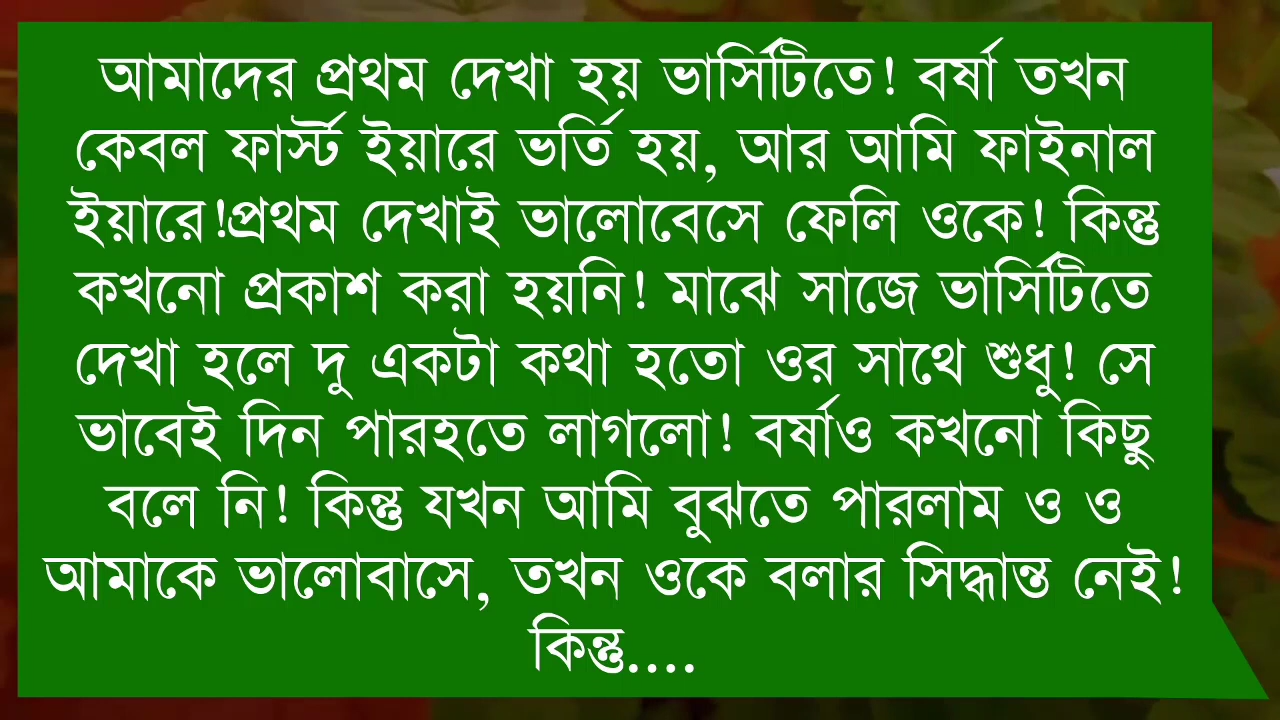 আমাদের প্রথম দেখা হয় ভার্সিটিতে! বর্ষা তখন
কেবল ফার্স্ট ইয়ারে ভর্তি হয়, আর আমি ফাইনাল
ইয়ারে!প্রথম দেখাই ভালোবেসে ফেলি ওকে! কিন্তু
কখনো প্রকাশ করা হয়নি! মাঝে সাজে ভার্সিটিতে
দেখা হলে দু একটা কথা হতো ওর সাথে শুধু! সে
ভাবেই দিন পারহতে লাগলো! বর্ষাও কখনো কিছু
বলে নি! কিন্তু যখন আমি বুঝতে পারলাম ও ও
আমাকে ভালোবাসে, তখন ওকে বলার সিদ্ধান্ত নেই!
কিন্তু....